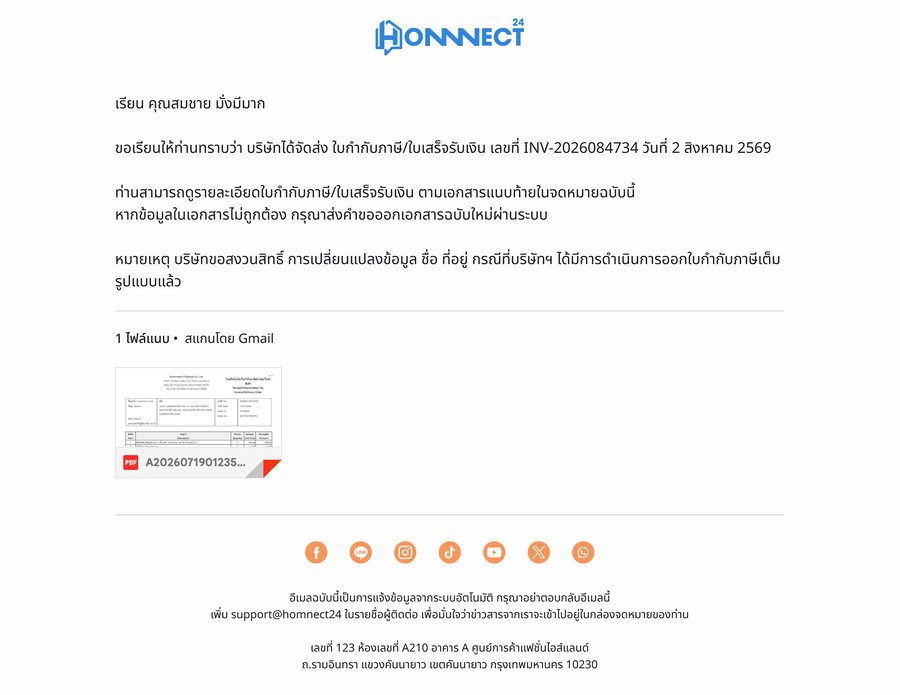 HONNNECT 24
เรียน คุณสมชาย มั่งมีมาก
ขอเรียนให้ท่านทราบว่า บริษัทได้จัดส่ง ใบกำกับภาษี/ใบเสร็จรับเงิน เลขที่ INV-2026084734 วันที่ 2 สิงหาคม 2569
ท่านสามารถดูรายละเอียดใบกำกับภาษี/ใบเสร็จรับเงิน ตามเอกสารแนบท้ายในจดหมายฉบับนี้
หากข้อมูลในเอกสารไม่ถูกต้อง กรุณาส่งคำขอออกเอกสารฉบับใหม่ผ่านระบบ
หมายเหตุ บริษัทขอสงวนสิทธิ์ การเปลี่ยนแปลงข้อมูล ชื่อ ที่อยู่ กรณีที่บริษัทฯ ได้มีการดำเนินการออกใบกำกับภาษีเต็ม
รูปแบบแล้ว
1 ไฟล์แนบ • สแกนโดย Gmail
PDF A2026071901235...
LINE
อีเมลฉบับนี้เป็นการแจ้งข้อมูลจากระบบอัตโนมัติ กรุณาอย่าตอบกลับอีเมลนี้
เพิ่ม support@homnect24 ในรายชื่อผู้ติดต่อ เพื่อมั่นใจว่าข่าวสารจากเราจะเข้าไปอยู่ในกล่องจดหมายของท่าน
เลขที่ 123 ห้องเลขที่ A210 อาคาร A ศูนย์การค้าแฟชั่นไอส์แลนด์
ถ.รามอินทรา แขวงคันนายาว เขตคันนายาว กรุงเทพมหานคร 10230